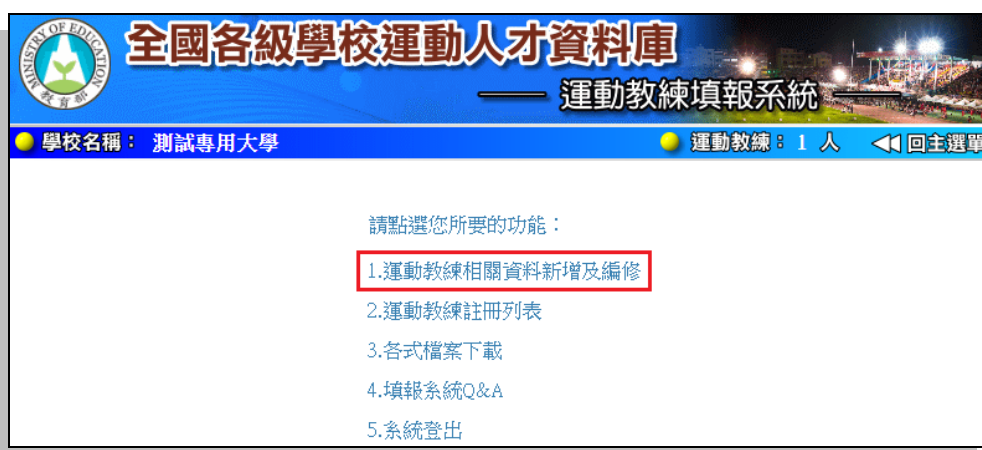 MINISTRY OF EDUCATION
教育部
全國各級學校運動人才資料庫
運動教練填報系統
學校名稱： 測試專用大學
運動教練：1 人
回主選單
請點選您所要的功能：
1.運動教練相關資料新增及編修
2.運動教練註冊列表
3.各式檔案下載
4.填報系統Q&A
5.系統登出